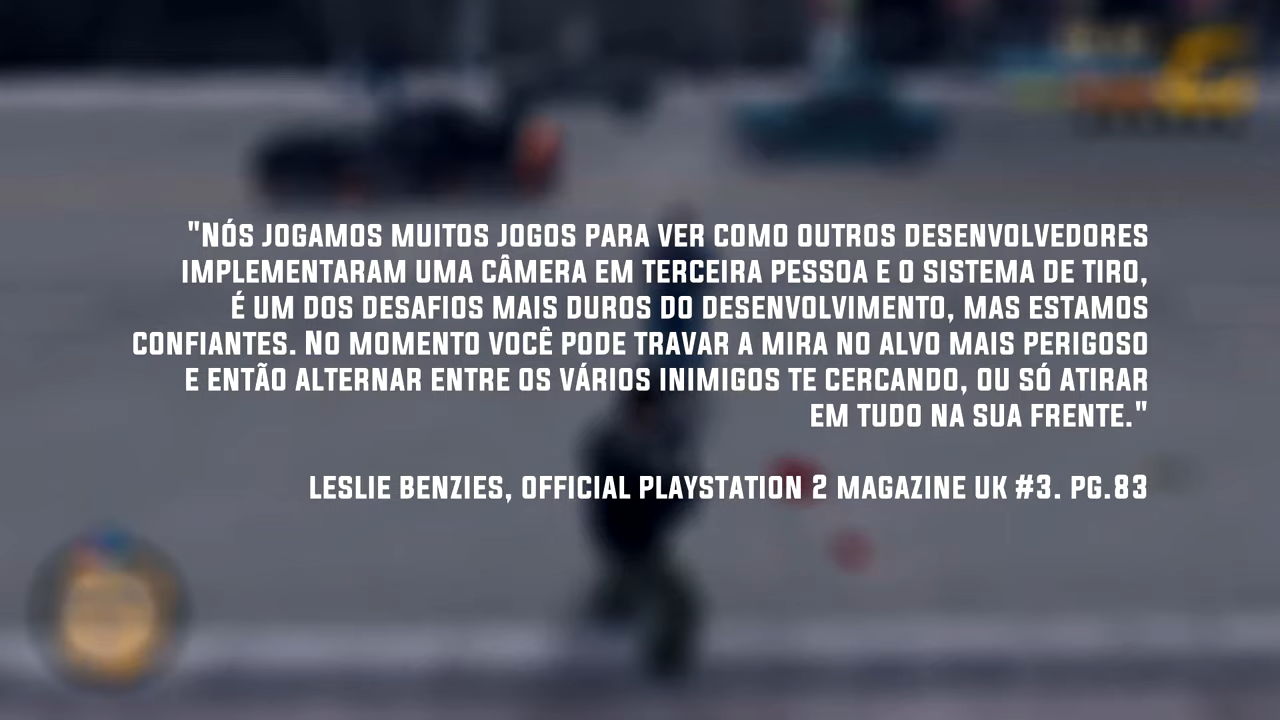 "Nós jogamos muitos jogos para ver como outros desenvolvedores
implementaram uma câmera em terceira pessoa e o sistema de tiro,
é um dos desafios mais duros do desenvolvimento, mas estamos
confiantes. No momento você pode travar a mira no alvo mais perigoso
e então alternar entre os vários inimigos te cercando, ou só atirar
em tudo na sua frente."
Leslie Benzies, Official PlayStation 2 Magazine UK #3. pg.83